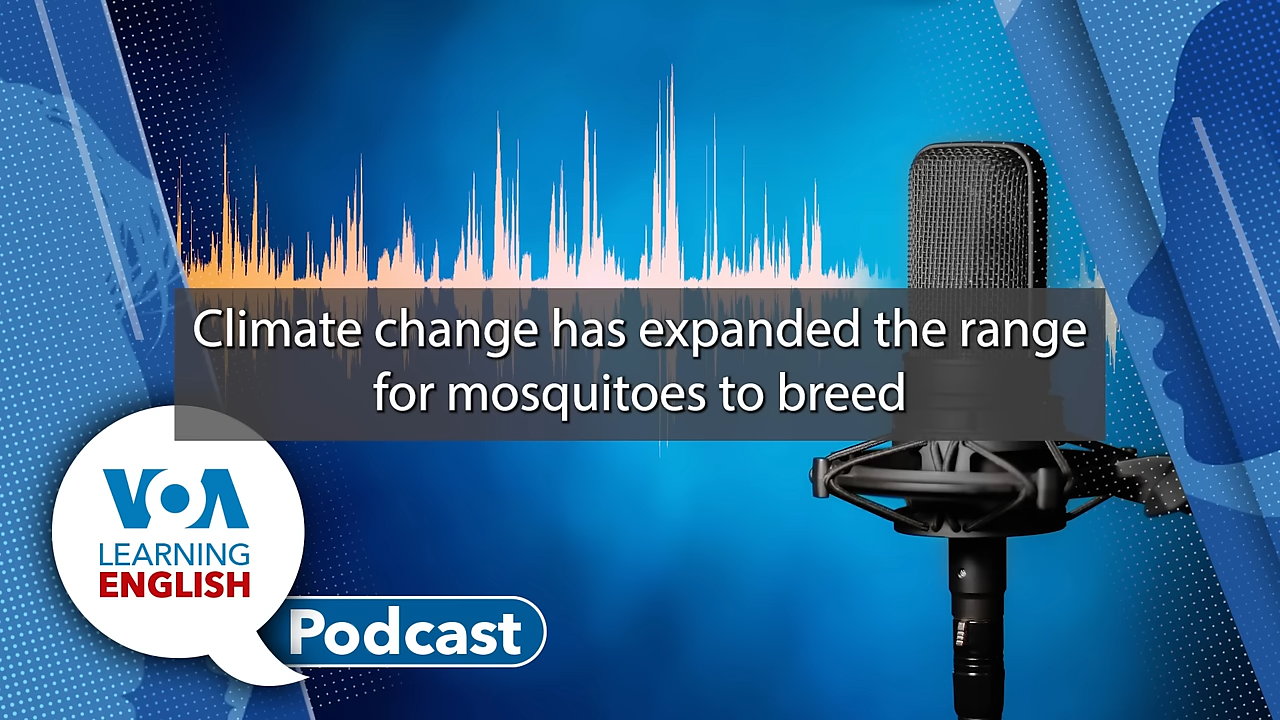 Climate change has expanded the range
for mosquitoes to breed
VOA
LEARNING
ENGLISH
Podcast